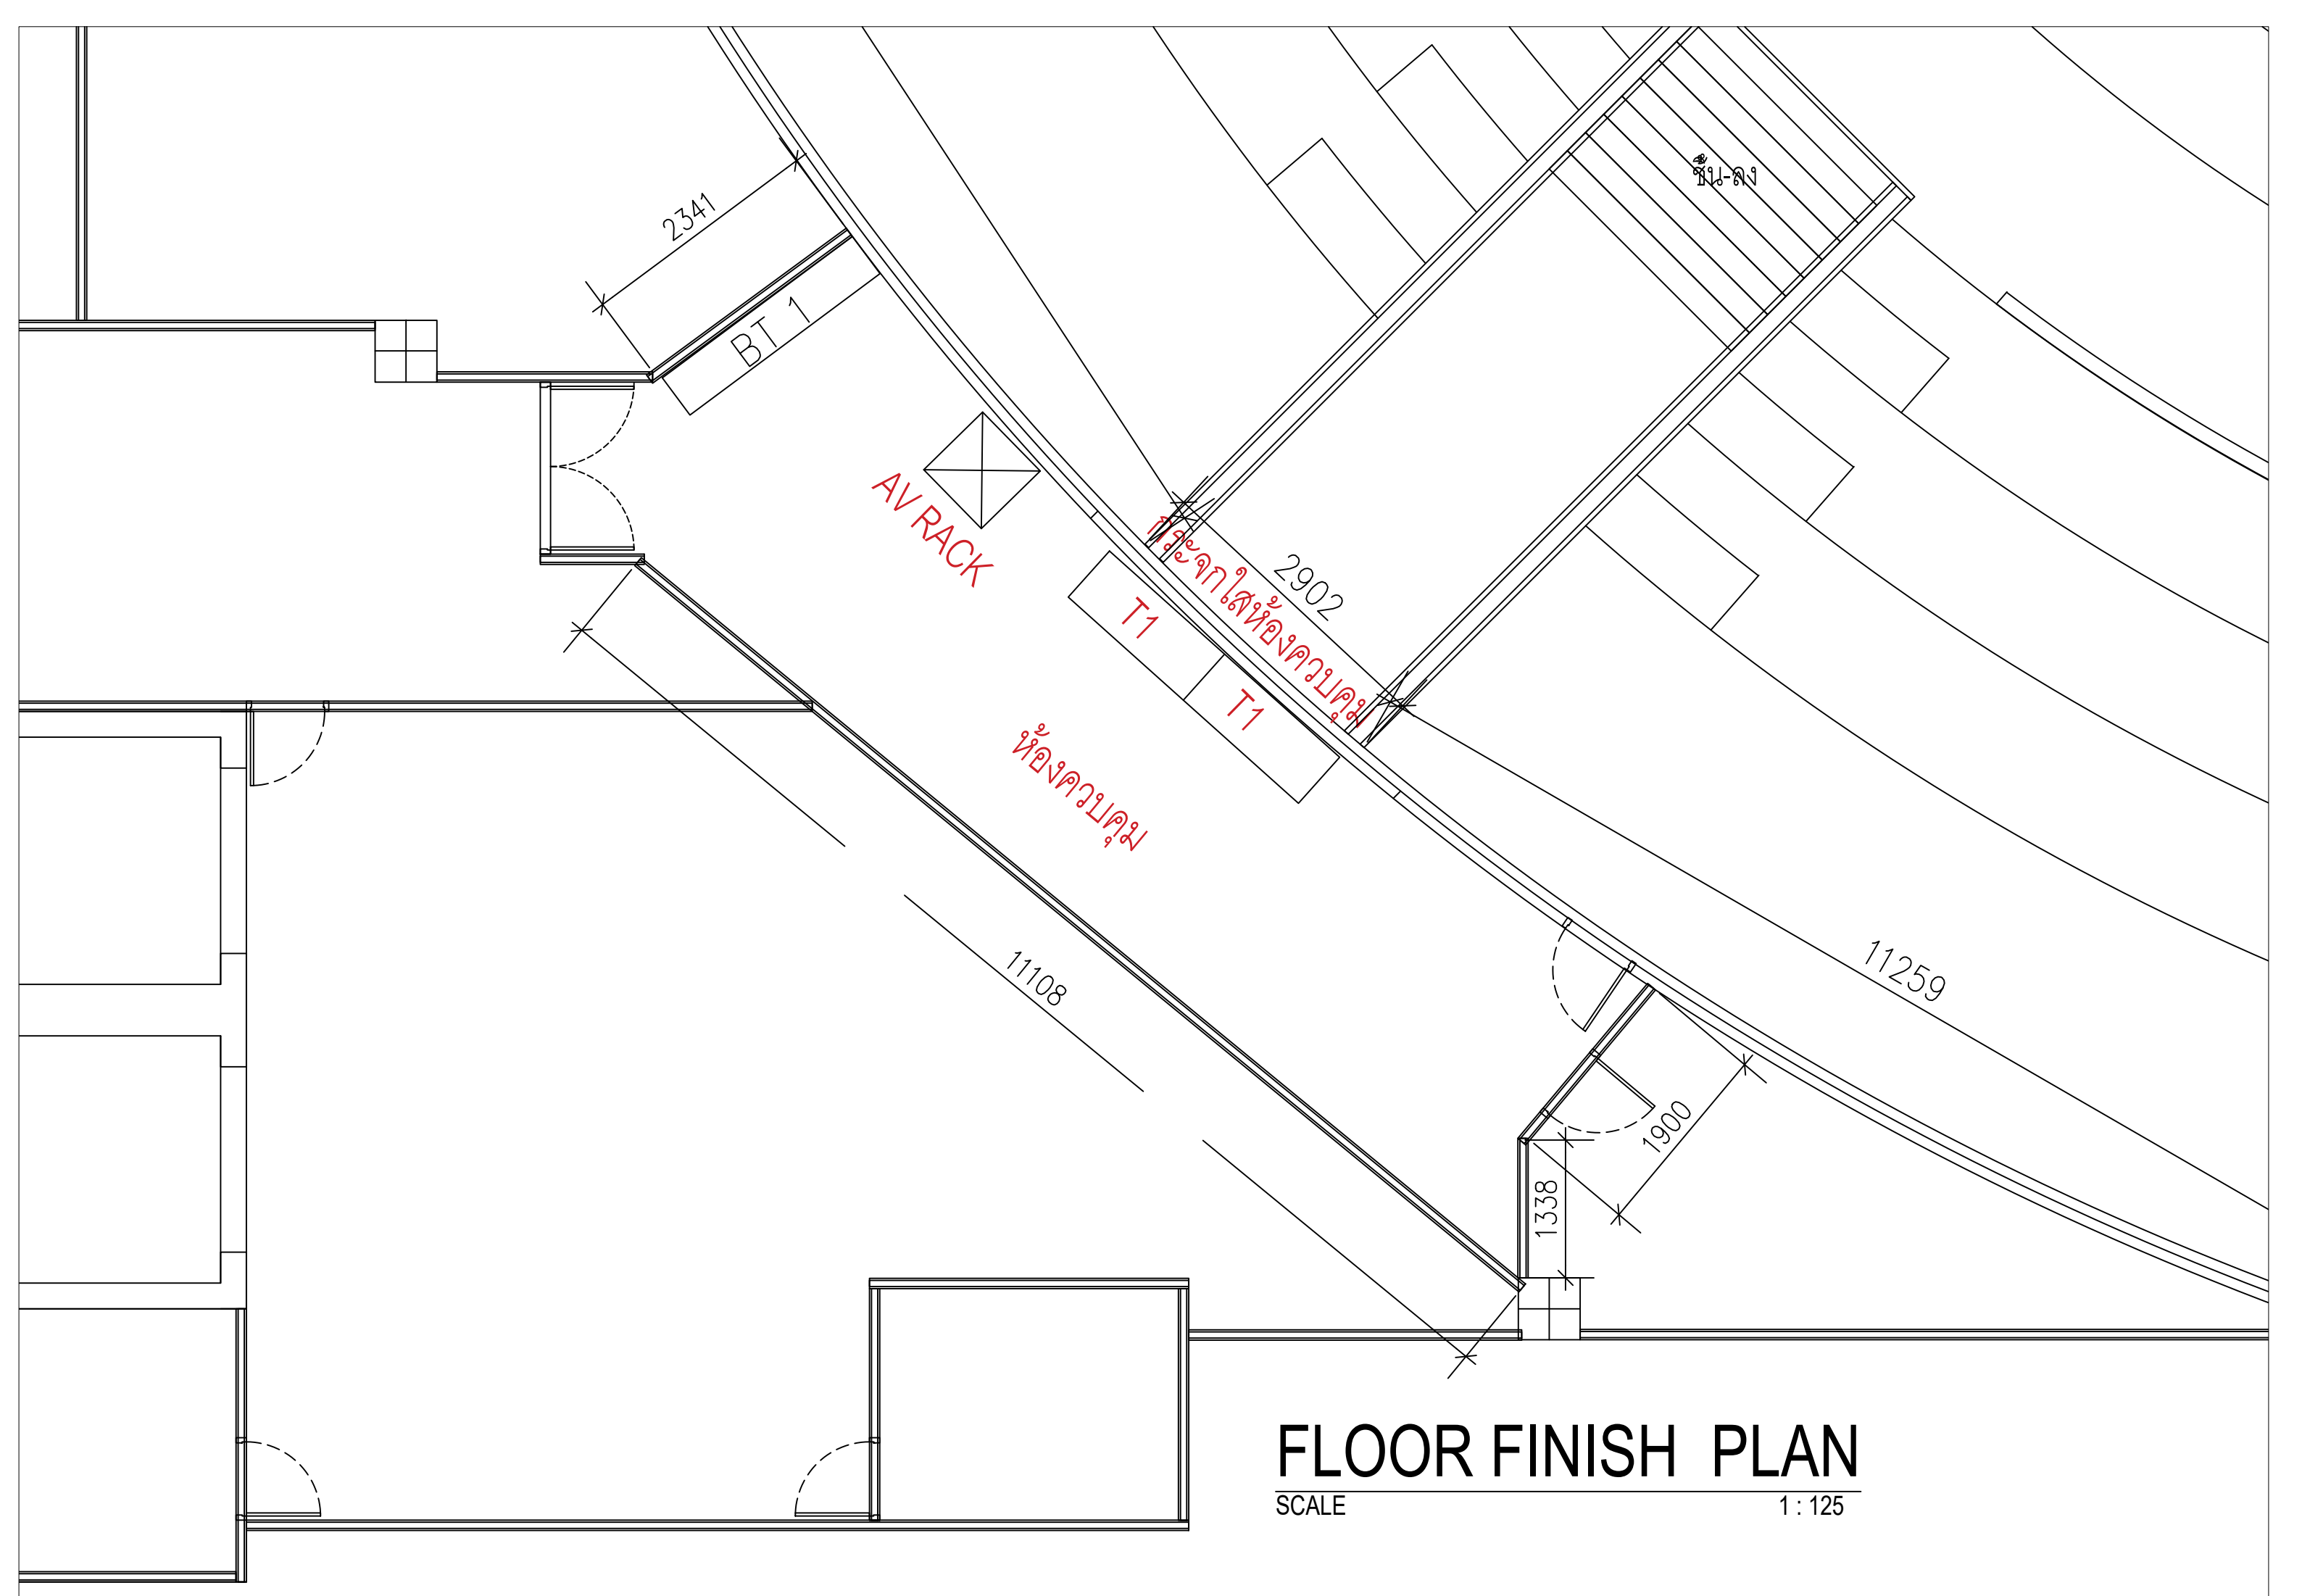 ขึ้น-ลง
2341
BT 1
AV RACK
กระจกใสห้องควบคุม
2902
T1
T1
ห้องควบคุม
11259
11108
1900
1338
FLOOR FINISH PLAN
SCALE 1 : 125